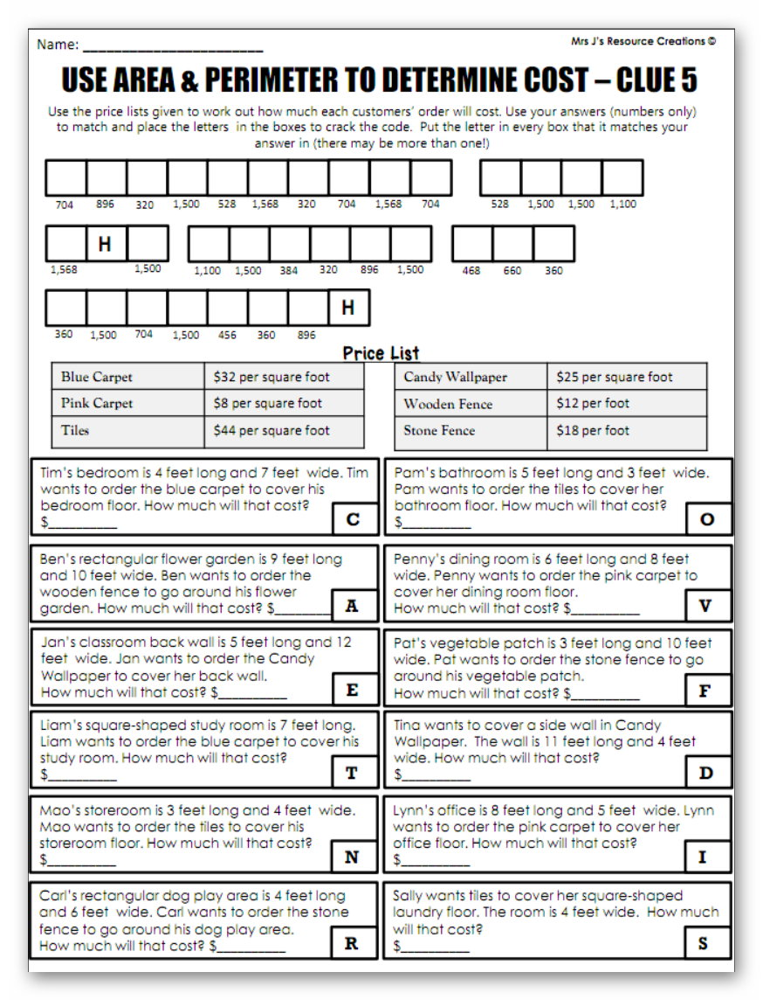 Name: _______________________
Mrs J's Resource Creations ©
USE AREA & PERIMETER TO DETERMINE COST – CLUE 5
Use the price lists given to work out how much each customers' order will cost. Use your answers (numbers only)
to match and place the letters in the boxes to crack the code. Put the letter in every box that it matches your
answer in (there may be more than one!)
704 896 320 1,500 528 1,568 320 704 1,568 704
528 1,500 1,500 1,100
H
1,568 1,500
1,100 1,500 384 320 896 1,500
468 660 360
H
360 1,500 704 1,500 456 360 896
Price List
Blue Carpet $32 per square foot
Pink Carpet $8 per square foot
Tiles $44 per square foot
Candy Wallpaper $25 per square foot
Wooden Fence $12 per foot
Stone Fence $18 per foot
Tim's bedroom is 4 feet long and 7 feet wide. Tim
wants to order the blue carpet to cover his
bedroom floor. How much will that cost?
$__________
C
Pam's bathroom is 5 feet long and 3 feet wide.
Pam wants to order the tiles to cover her
bathroom floor. How much will that cost?
$__________
O
Ben's rectangular flower garden is 9 feet long
and 10 feet wide. Ben wants to order the
wooden fence to go around his flower
garden. How much will that cost? $________
A
Penny's dining room is 6 feet long and 8 feet
wide. Penny wants to order the pink carpet to
cover her dining room floor.
How much will that cost? $__________
V
Jan's classroom back wall is 5 feet long and 12
feet wide. Jan wants to order the Candy
Wallpaper to cover her back wall.
How much will that cost? $__________
E
Pat's vegetable patch is 3 feet long and 10 feet
wide. Pat wants to order the stone fence to go
around his vegetable patch.
How much will that cost? $__________
F
Liam's square-shaped study room is 7 feet long.
Liam wants to order the blue carpet to cover his
study room. How much will that cost?
$__________
T
Tina wants to cover a side wall in Candy
Wallpaper. The wall is 11 feet long and 4 feet
wide. How much will that cost?
$__________
D
Mao's storeroom is 3 feet long and 4 feet wide.
Mao wants to order the tiles to cover his
storeroom floor. How much will that cost?
$__________
N
Lynn's office is 8 feet long and 5 feet wide. Lynn
wants to order the pink carpet to cover her
office floor. How much will that cost?
$__________
I
Carl's rectangular dog play area is 4 feet long
and 6 feet wide. Carl wants to order the stone
fence to go around his dog play area.
How much will that cost? $__________
R
Sally wants tiles to cover her square-shaped
laundry floor. The room is 4 feet wide. How much
will that cost?
$__________
S